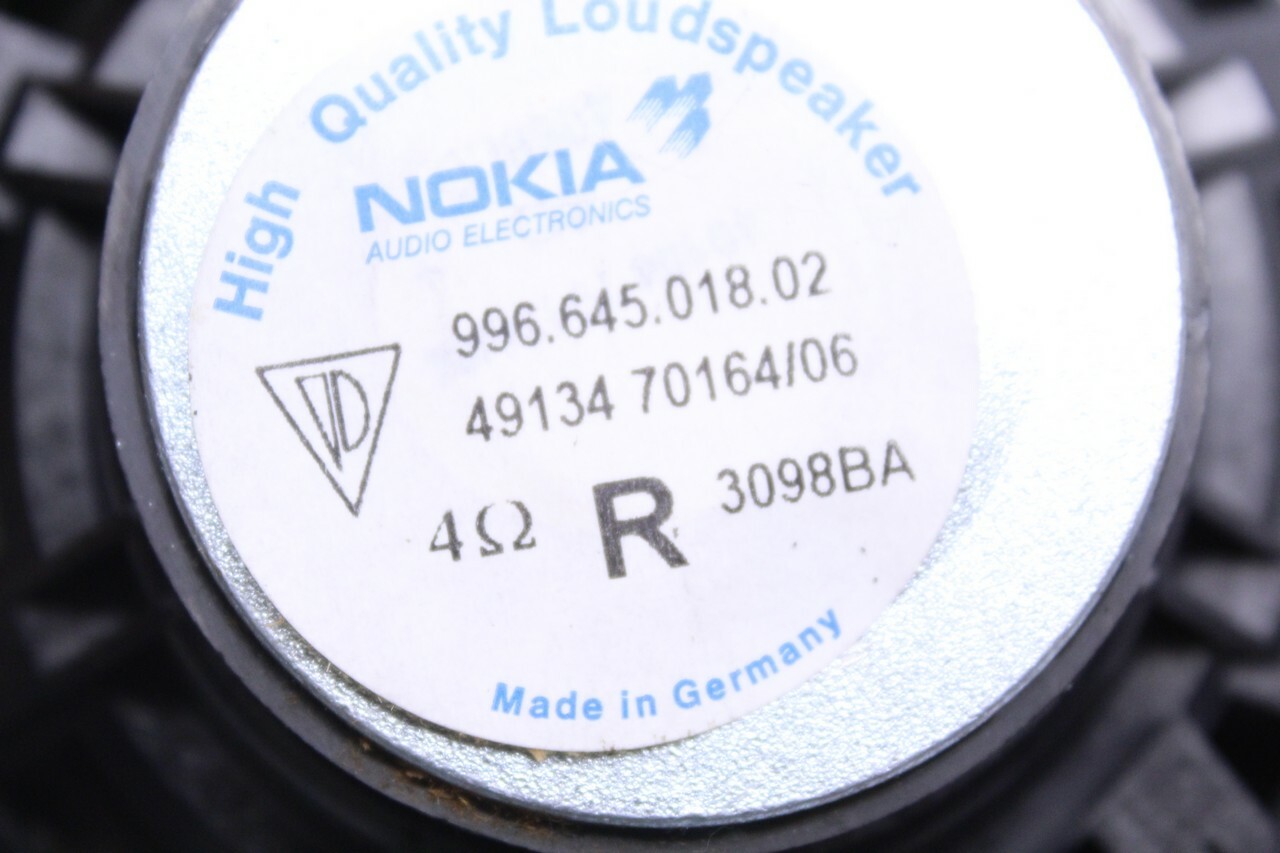 High Quality Loudspeaker
NOKIA
AUDIO ELECTRONICS
996.645.018.02
49134 70164/06
4Ω R 3098BA
Made in Germany